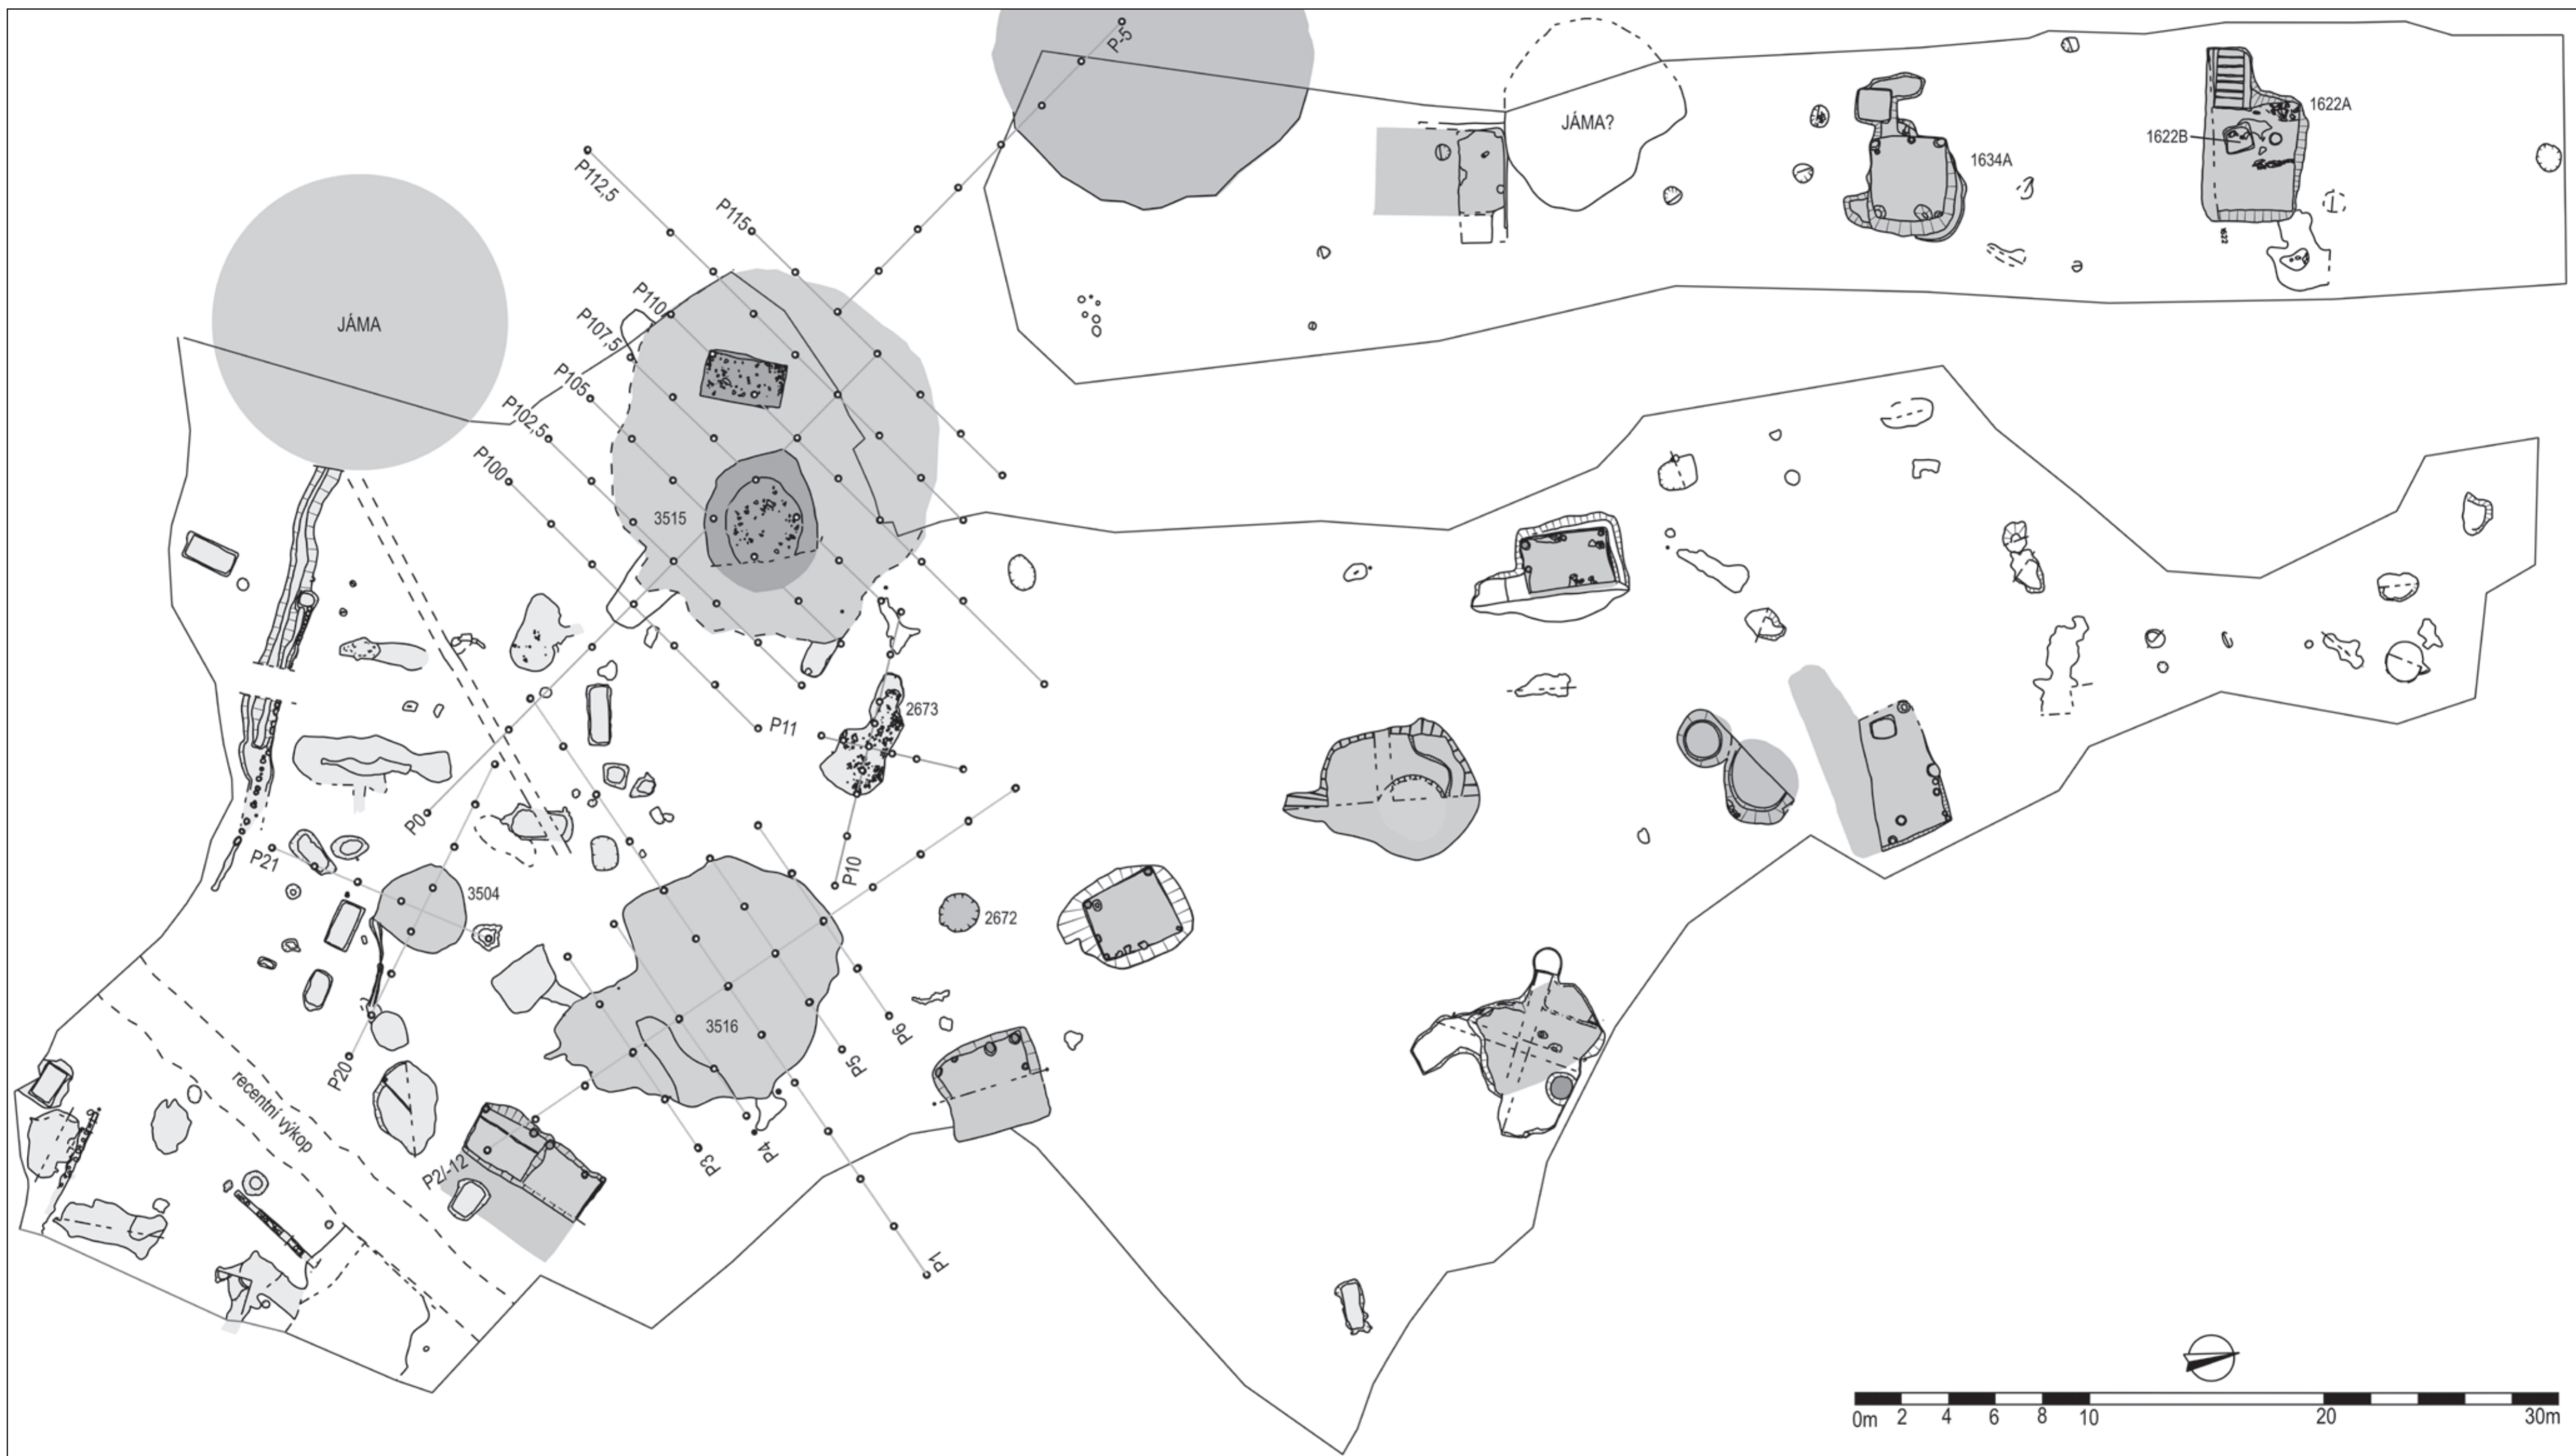 P-5
JÁMA?
1622A
1622B
1634A
1622
P112,5
P115
JÁMA
P110
P107,5
P105
P102,5
P100
3515
P11
2673
P0
P21
3504
P10
2672
3516
P6
P5
P20
recentní výkop
P2/-12
P3
P4
P1
0m 2 4 6 8 10 20 30m